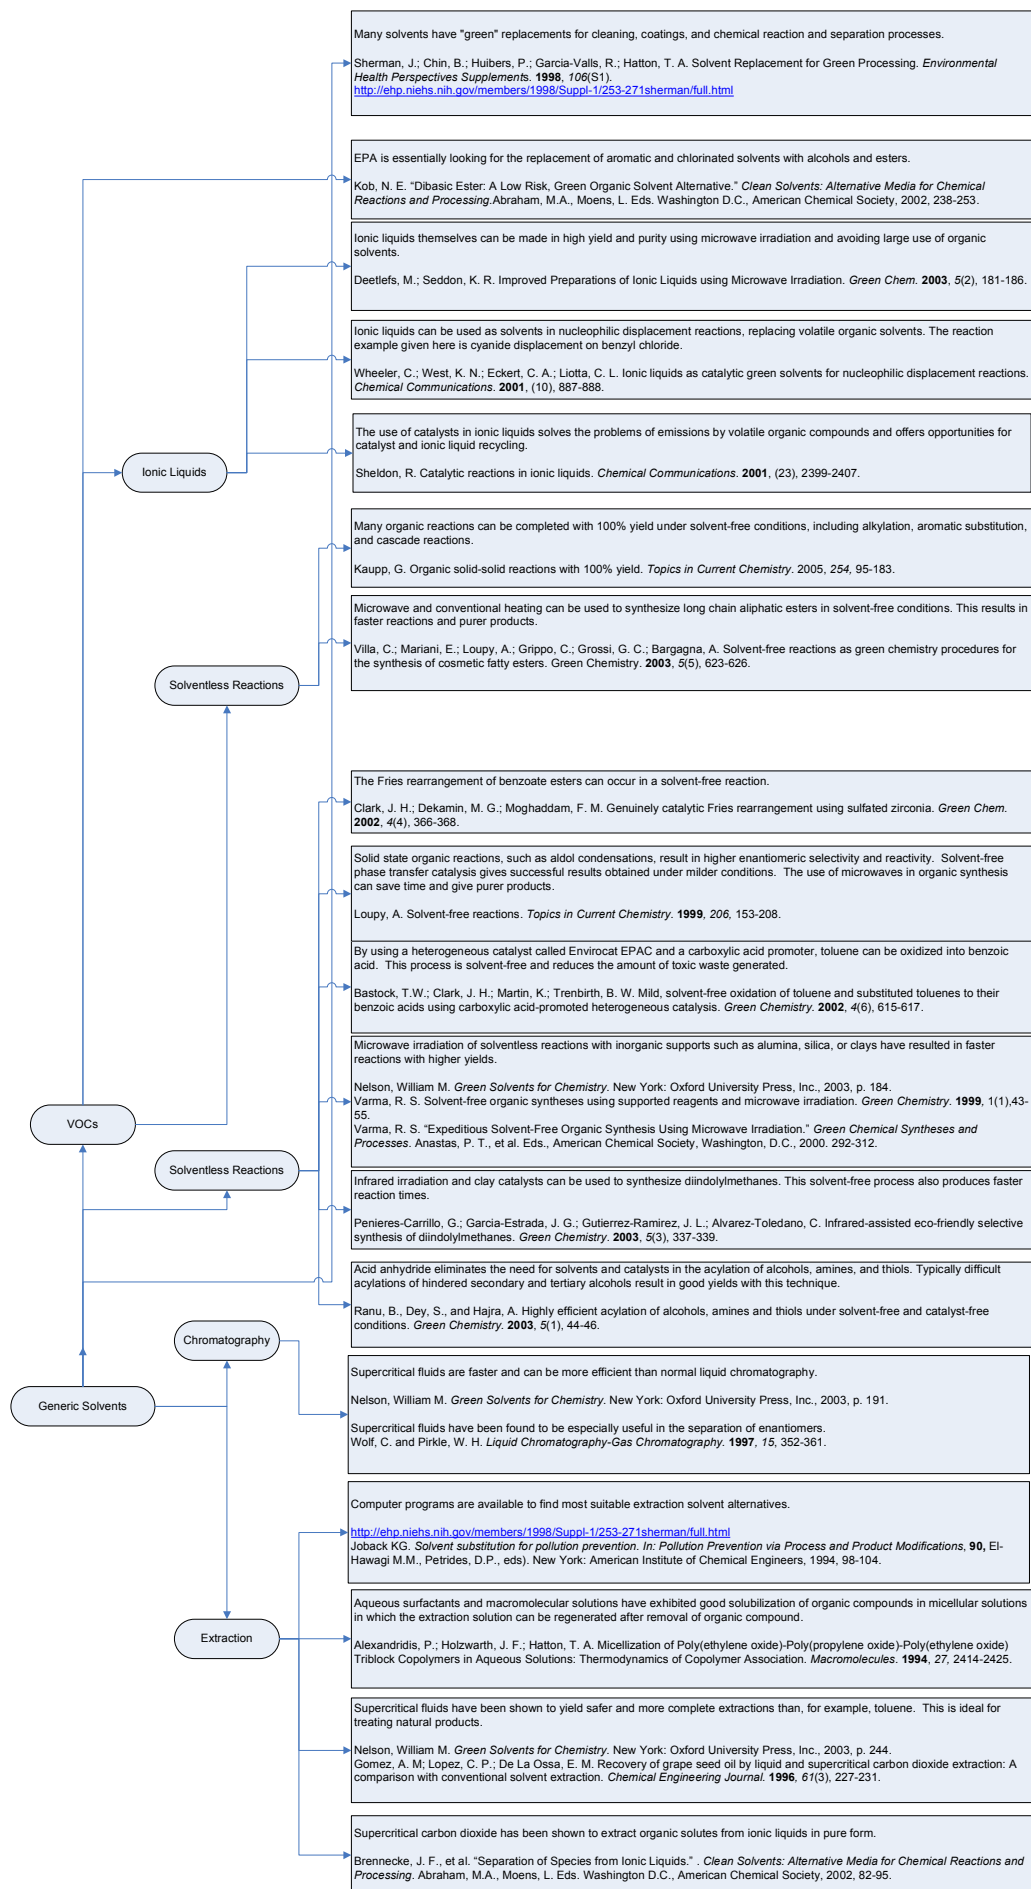 Many solvents have "green" replacements for cleaning, coatings, and chemical reaction and separation processes.
Sherman, J.; Chin, B.; Huibers, P.; Garcia-Valls, R.; Hatton, T. A. Solvent Replacement for Green Processing. Environmental
Health Perspectives Supplements. 1998, 106(S1).
http://ehp.niehs.nih.gov/members/1998/Suppl-1/253-271sherman/full.html
EPA is essentially looking for the replacement of aromatic and chlorinated solvents with alcohols and esters.
Kob, N. E. “Dibasic Ester: A Low Risk, Green Organic Solvent Alternative.” Clean Solvents: Alternative Media for Chemical
Reactions and Processing.Abraham, M.A., Moens, L. Eds. Washington D.C., American Chemical Society, 2002, 238-253.
Ionic liquids themselves can be made in high yield and purity using microwave irradiation and avoiding large use of organic
solvents.
Deetlefs, M.; Seddon, K. R. Improved Preparations of Ionic Liquids using Microwave Irradiation. Green Chem. 2003, 5(2), 181-186.
Ionic liquids can be used as solvents in nucleophilic displacement reactions, replacing volatile organic solvents. The reaction
example given here is cyanide displacement on benzyl chloride.
Wheeler, C.; West, K. N.; Eckert, C. A.; Liotta, C. L. Ionic liquids as catalytic green solvents for nucleophilic displacement reactions.
Chemical Communications. 2001, (10), 887-888.
The use of catalysts in ionic liquids solves the problems of emissions by volatile organic compounds and offers opportunities for
catalyst and ionic liquid recycling.
Sheldon, R. Catalytic reactions in ionic liquids. Chemical Communications. 2001, (23), 2399-2407.
Ionic Liquids
Many organic reactions can be completed with 100% yield under solvent-free conditions, including alkylation, aromatic substitution,
and cascade reactions.
Kaupp, G. Organic solid-solid reactions with 100% yield. Topics in Current Chemistry. 2005, 254, 95-183.
Microwave and conventional heating can be used to synthesize long chain aliphatic esters in solvent-free conditions. This results in
faster reactions and purer products.
Villa, C.; Mariani, E.; Loupy, A.; Grippo, C.; Grossi, G. C.; Bargagna, A. Solvent-free reactions as green chemistry procedures for
the synthesis of cosmetic fatty esters. Green Chemistry. 2003, 5(5), 623-626.
Solventless Reactions
The Fries rearrangement of benzoate esters can occur in a solvent-free reaction.
Clark, J. H.; Dekamin, M. G.; Moghaddam, F. M. Genuinely catalytic Fries rearrangement using sulfated zirconia. Green Chem.
2002, 4(4), 366-368.
Solid state organic reactions, such as aldol condensations, result in higher enantiomeric selectivity and reactivity.  Solvent-free
phase transfer catalysis gives successful results obtained under milder conditions.  The use of microwaves in organic synthesis
can save time and give purer products.
Loupy, A. Solvent-free reactions. Topics in Current Chemistry. 1999, 206, 153-208.
By using a heterogeneous catalyst called Envirocat EPAC and a carboxylic acid promoter, toluene can be oxidized into benzoic
acid.  This process is solvent-free and reduces the amount of toxic waste generated.
Bastock, T.W.; Clark, J. H.; Martin, K.; Trenbirth, B. W. Mild, solvent-free oxidation of toluene and substituted toluenes to their
benzoic acids using carboxylic acid-promoted heterogeneous catalysis. Green Chemistry. 2002, 4(6), 615-617.
Microwave irradiation of solventless reactions with inorganic supports such as alumina, silica, or clays have resulted in faster
reactions with higher yields.
Nelson, William M. Green Solvents for Chemistry. New York: Oxford University Press, Inc., 2003, p. 184.
Varma, R. S. Solvent-free organic syntheses using supported reagents and microwave irradiation. Green Chemistry. 1999, 1(1),43-
55.
Varma, R. S. “Expeditious Solvent-Free Organic Synthesis Using Microwave Irradiation.” Green Chemical Syntheses and
Processes. Anastas, P. T., et al. Eds., American Chemical Society, Washington, D.C., 2000. 292-312.
VOCs
Solventless Reactions
Infrared irradiation and clay catalysts can be used to synthesize diindolylmethanes. This solvent-free process also produces faster
reaction times.
Penieres-Carrillo, G.; Garcia-Estrada, J. G.; Gutierrez-Ramirez, J. L.; Alvarez-Toledano, C. Infrared-assisted eco-friendly selective
synthesis of diindolylmethanes. Green Chemistry. 2003, 5(3), 337-339.
Acid anhydride eliminates the need for solvents and catalysts in the acylation of alcohols, amines, and thiols. Typically difficult
acylations of hindered secondary and tertiary alcohols result in good yields with this technique.
Ranu, B., Dey, S., and Hajra, A. Highly efficient acylation of alcohols, amines and thiols under solvent-free and catalyst-free
conditions. Green Chemistry. 2003, 5(1), 44-46.
Chromatography
Supercritical fluids are faster and can be more efficient than normal liquid chromatography.
Nelson, William M. Green Solvents for Chemistry. New York: Oxford University Press, Inc., 2003, p. 191.
Supercritical fluids have been found to be especially useful in the separation of enantiomers.
Wolf, C. and Pirkle, W. H. Liquid Chromatography-Gas Chromatography. 1997, 15, 352-361.
Generic Solvents
Computer programs are available to find most suitable extraction solvent alternatives.
http://ehp.niehs.nih.gov/members/1998/Suppl-1/253-271sherman/full.html
Joback KG. Solvent substitution for pollution prevention. In: Pollution Prevention via Process and Product Modifications, 90, El-
Hawagi M.M., Petrides, D.P., eds). New York: American Institute of Chemical Engineers, 1994, 98-104.
Aqueous surfactants and macromolecular solutions have exhibited good solubilization of organic compounds in micellular solutions
in which the extraction solution can be regenerated after removal of organic compound.
Alexandridis, P.; Holzwarth, J. F.; Hatton, T. A. Micellization of Poly(ethylene oxide)-Poly(propylene oxide)-Poly(ethylene oxide)
Triblock Copolymers in Aqueous Solutions: Thermodynamics of Copolymer Association. Macromolecules. 1994, 27, 2414-2425.
Extraction
Supercritical fluids have been shown to yield safer and more complete extractions than, for example, toluene.  This is ideal for
treating natural products.
Nelson, William M. Green Solvents for Chemistry. New York: Oxford University Press, Inc., 2003, p. 244.
Gomez, A. M; Lopez, C. P.; De La Ossa, E. M. Recovery of grape seed oil by liquid and supercritical carbon dioxide extraction: A
comparison with conventional solvent extraction. Chemical Engineering Journal. 1996, 61(3), 227-231.
Supercritical carbon dioxide has been shown to extract organic solutes from ionic liquids in pure form.
Brennecke, J. F., et al. “Separation of Species from Ionic Liquids.” . Clean Solvents: Alternative Media for Chemical Reactions and
Processing. Abraham, M.A., Moens, L. Eds. Washington D.C., American Chemical Society, 2002, 82-95.